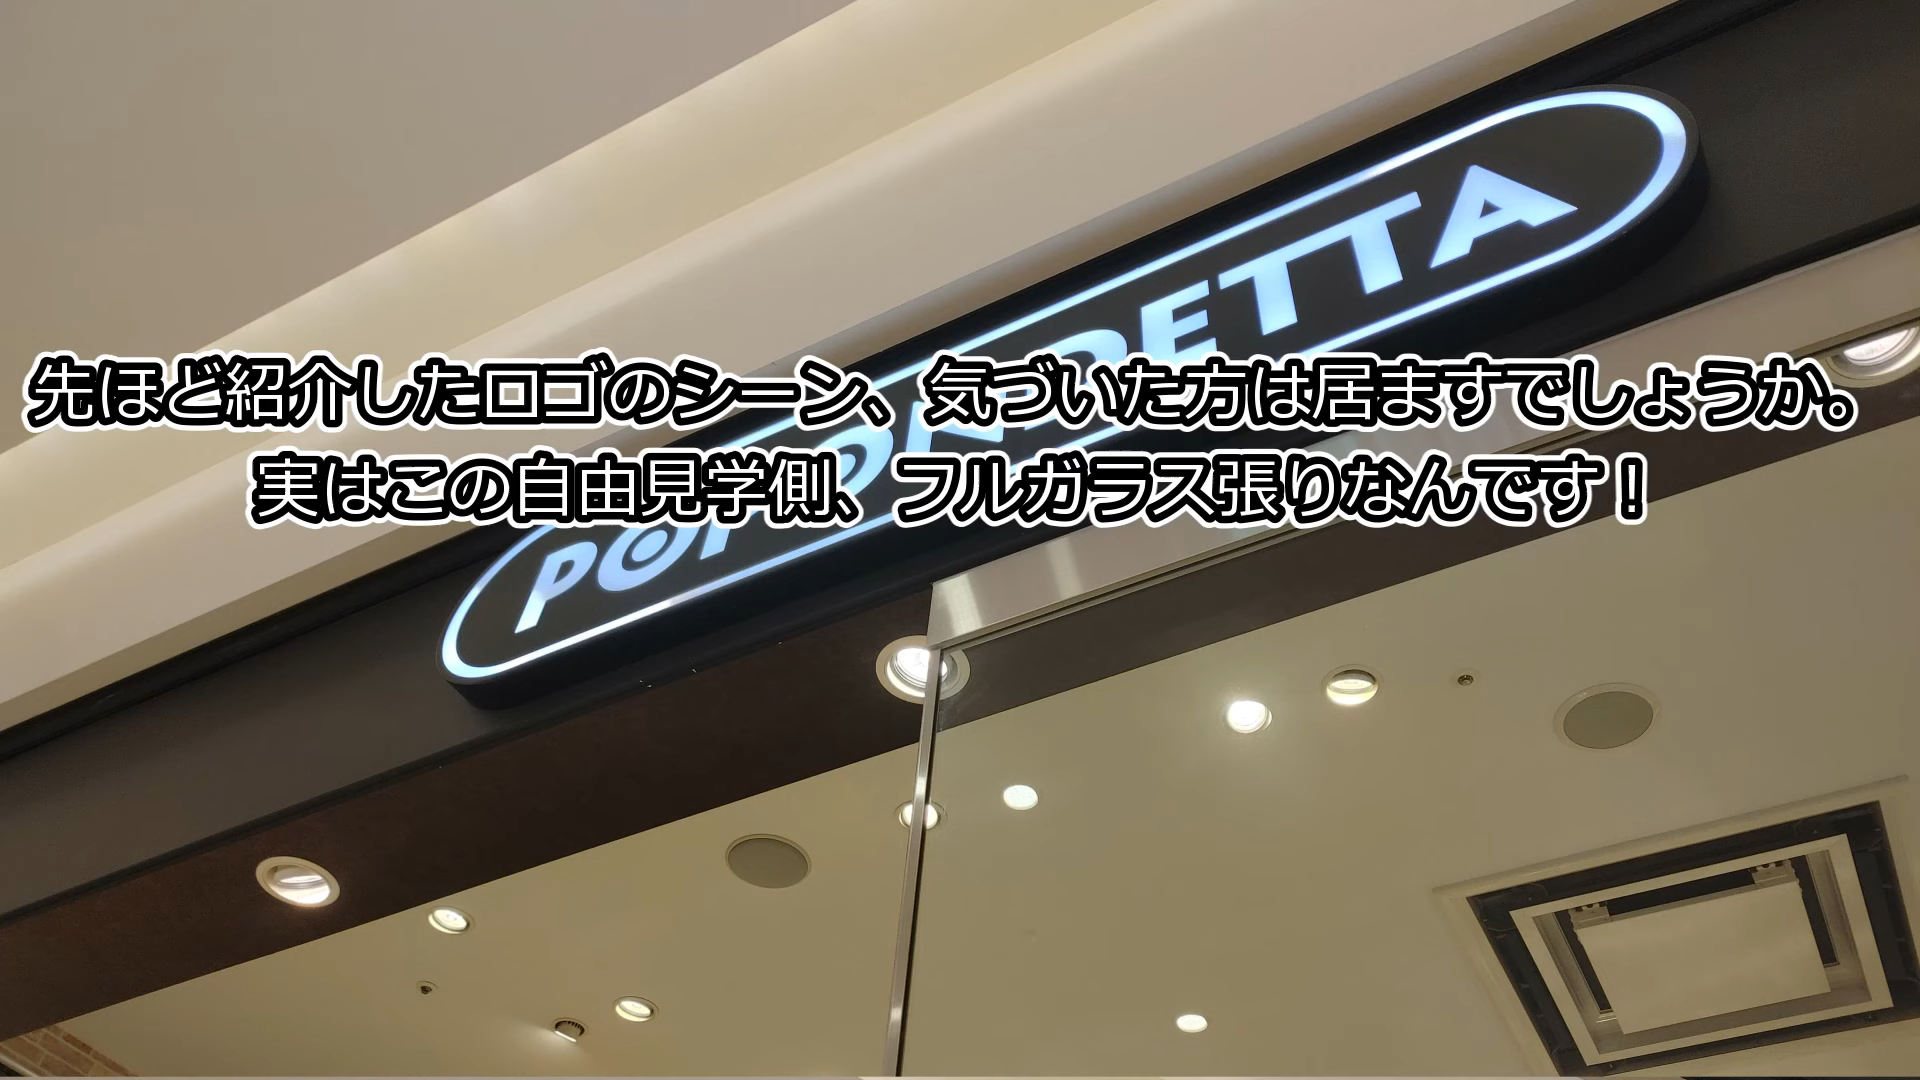 POPONDETTA
先ほど紹介したロゴのシーン、気づいた方は居ますでしょうか。
実はこの自由見学側、フルガラス張りなんです！